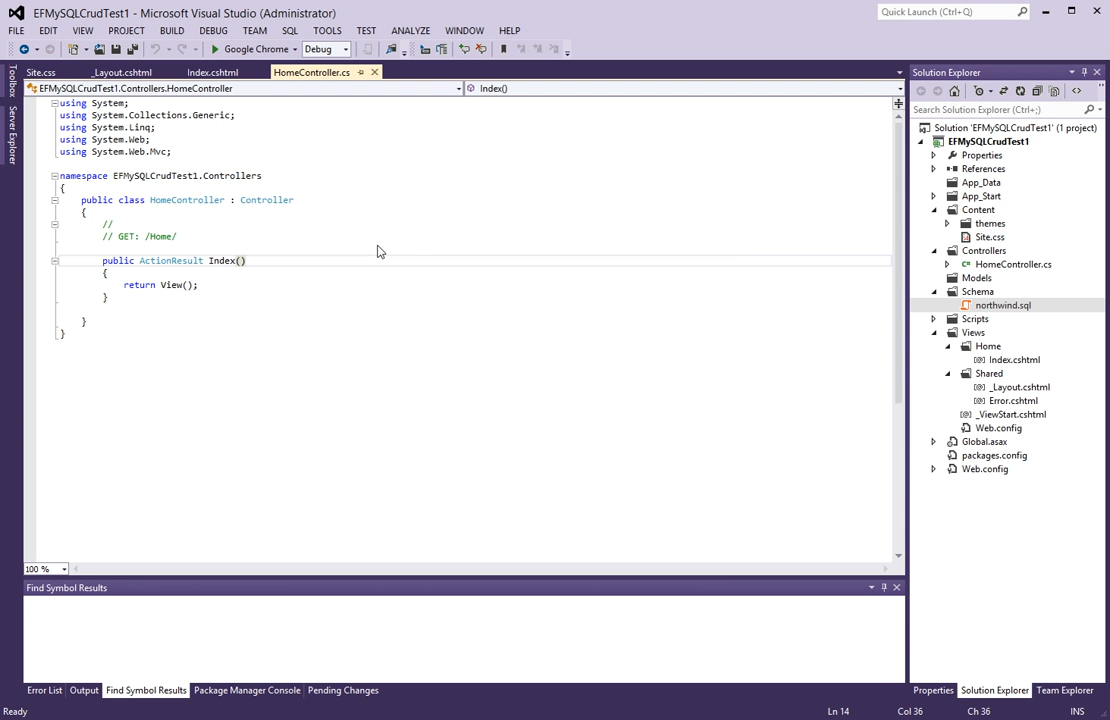 EFMySQLCrudTest1 - Microsoft Visual Studio (Administrator)
Quick Launch (Ctrl+Q)
FILE EDIT VIEW PROJECT BUILD DEBUG TEAM SQL TOOLS TEST ANALYZE WINDOW HELP
Google Chrome Debug
Site.css _Layout.cshtml Index.cshtml HomeController.cs
EFMySQLCrudTest1.Controllers.HomeController Index()
Toolbox
Server Explorer
using System;
using System.Collections.Generic;
using System.Linq;
using System.Web;
using System.Web.Mvc;
namespace EFMySQLCrudTest1.Controllers
{
public class HomeController : Controller
{
//
// GET: /Home/
public ActionResult Index()
{
return View();
}
}
}
100 %
Find Symbol Results
Error List Output Find Symbol Results Package Manager Console Pending Changes
Solution Explorer
Search Solution Explorer (Ctrl+;)
Solution 'EFMySQLCrudTest1' (1 project)
EFMySQLCrudTest1
Properties
References
App_Data
App_Start
Content
themes
Site.css
Controllers
HomeController.cs
Models
Schema
northwind.sql
Scripts
Views
Home
Index.cshtml
Shared
_Layout.cshtml
Error.cshtml
_ViewStart.cshtml
Web.config
Global.asax
packages.config
Web.config
Properties Solution Explorer Team Explorer
Ready Ln 14 Col 36 Ch 36 INS